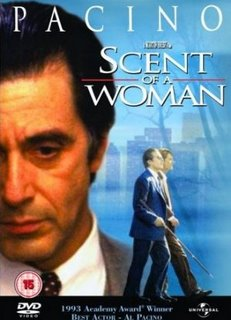 PACINO
SCENT
OF A
WOMAN
15
DVD
VIDEO
1993 Academy Award® Winner
Best Actor - Al Pacino
UNIVERSAL